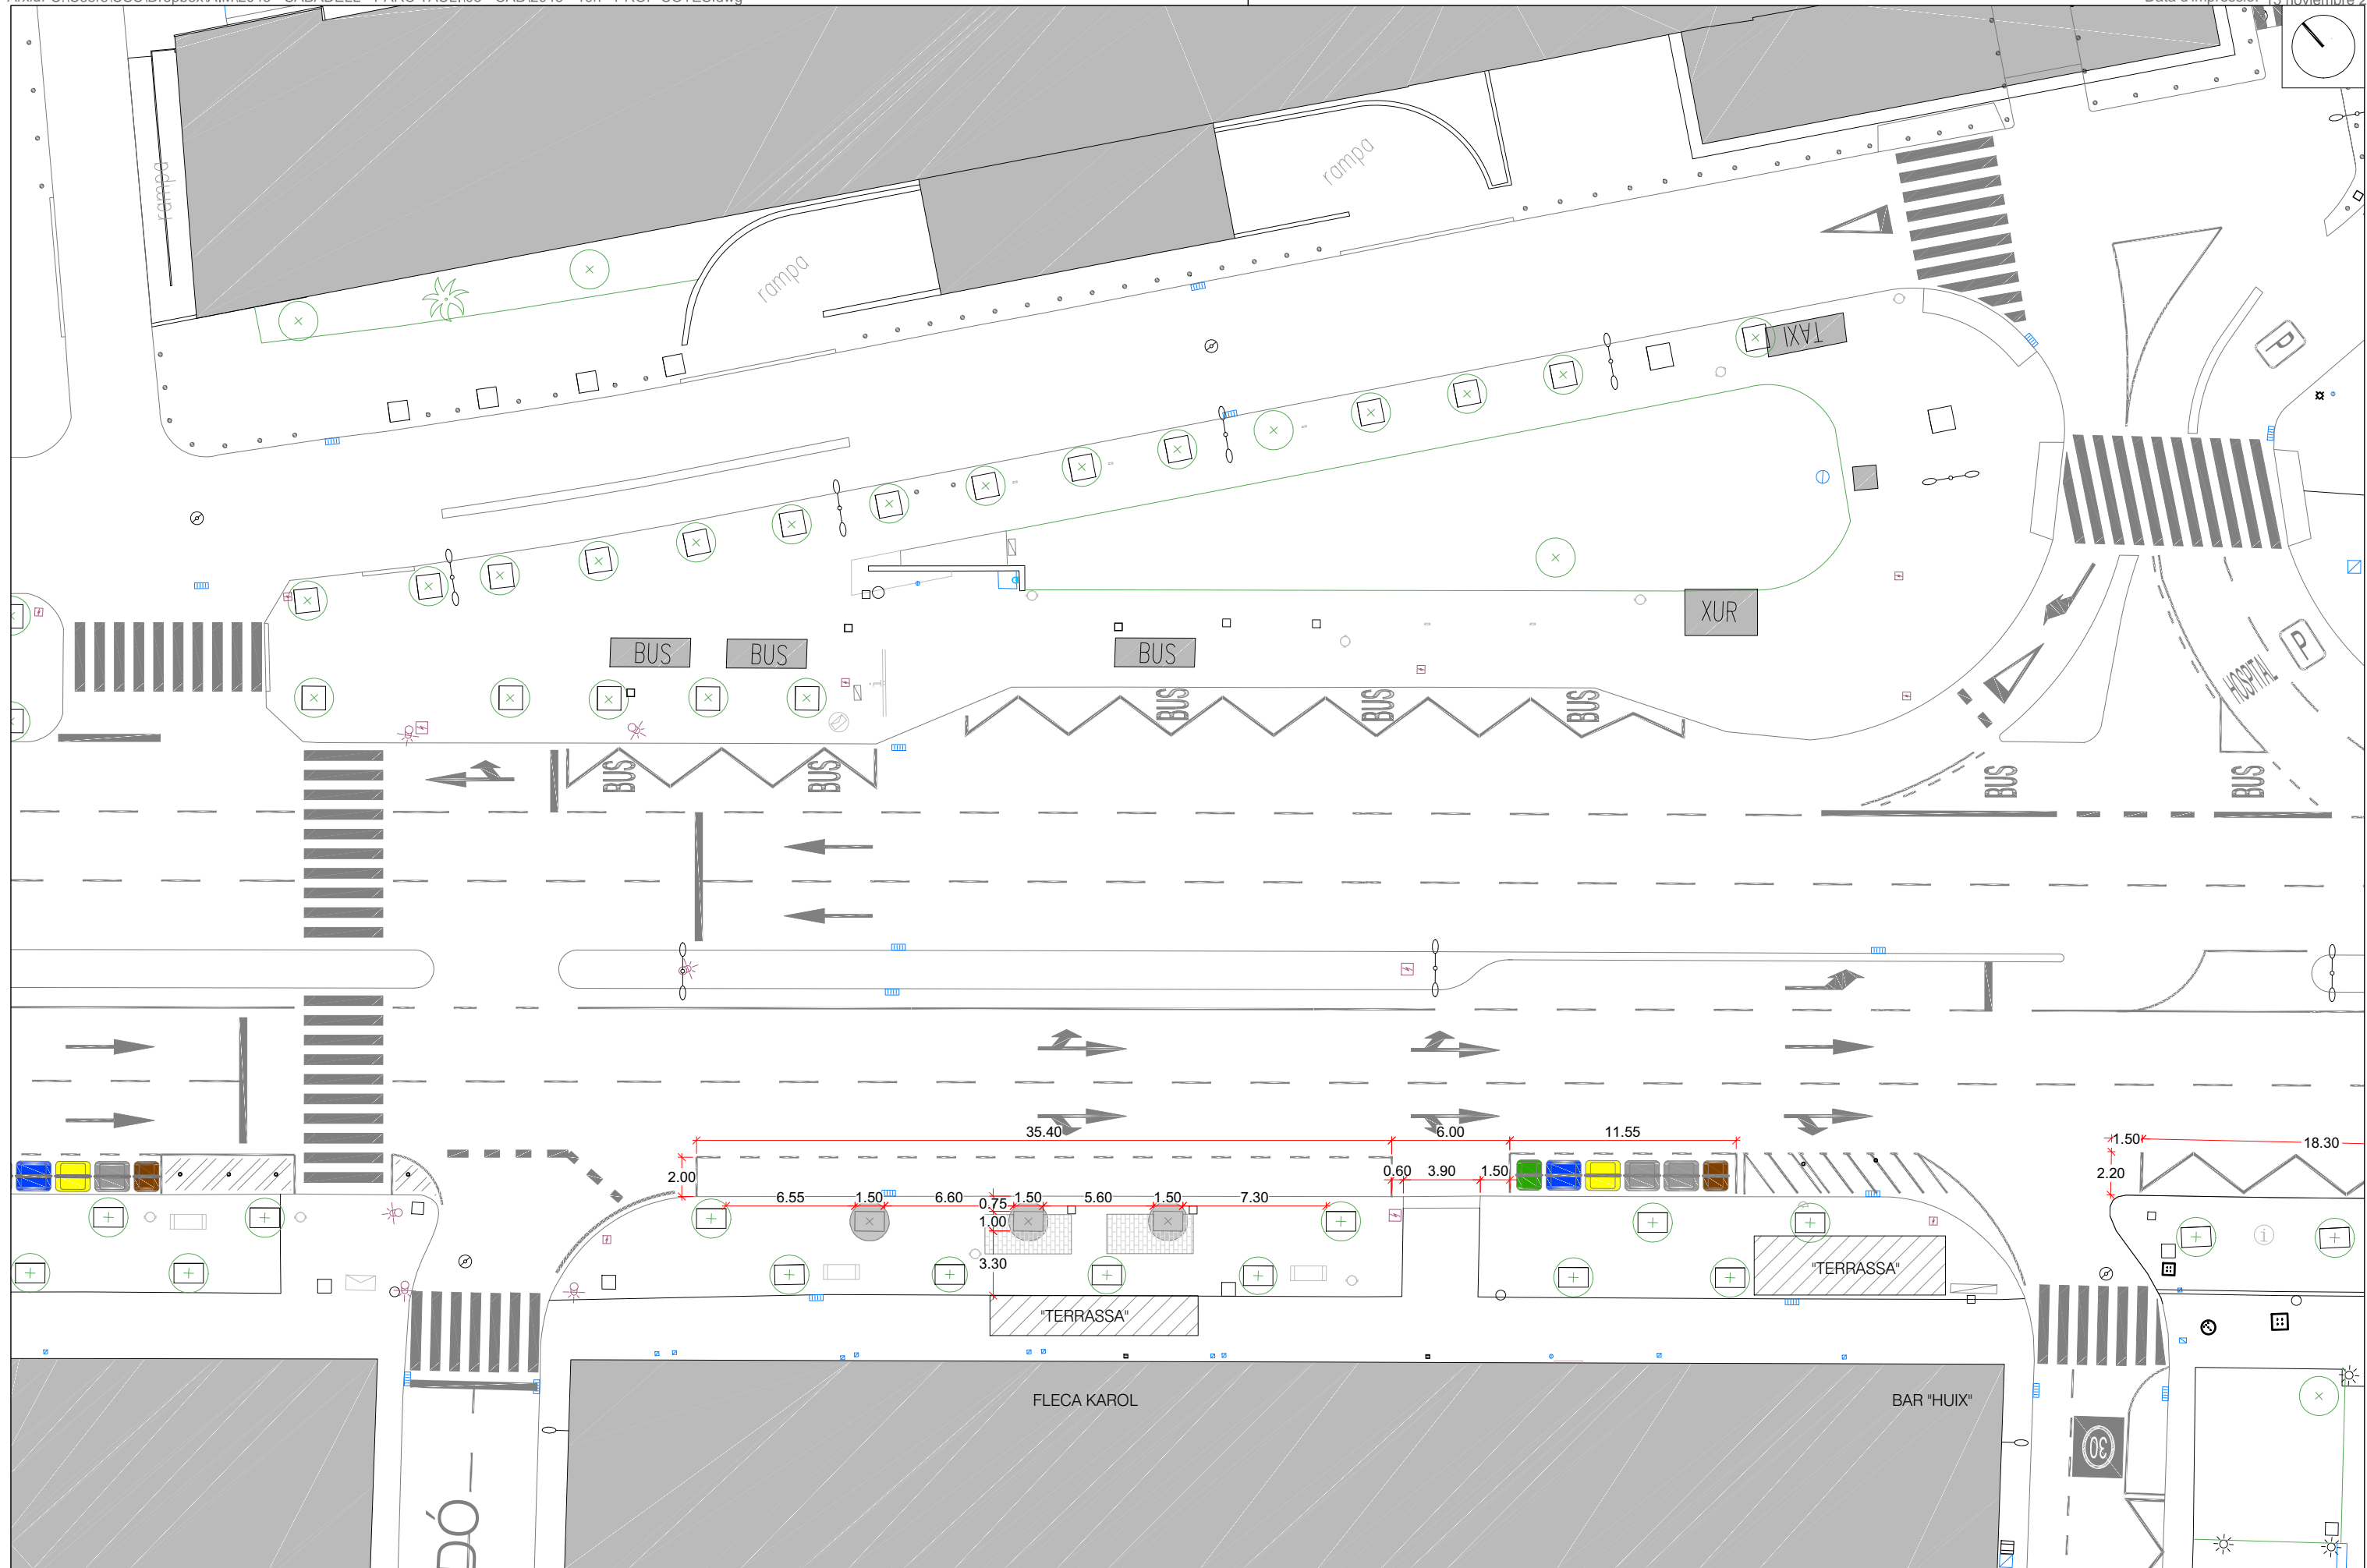 rampa
rampa
rampa
TAXI
P
XUR
BUS
BUS
BUS
P
HOSPITAL
BUS
BUS
BUS
BUS
BUS
BUS
BUS
35.40
6.00
11.55
1.50
18.30
2.00
0.60
3.90
1.50
2.20
6.55
1.50
6.60
0.75
1.50
5.60
1.50
7.30
1.00
3.30
"TERRASSA"
"TERRASSA"
FLECA KAROL
BAR "HUIX"
30
DÓ